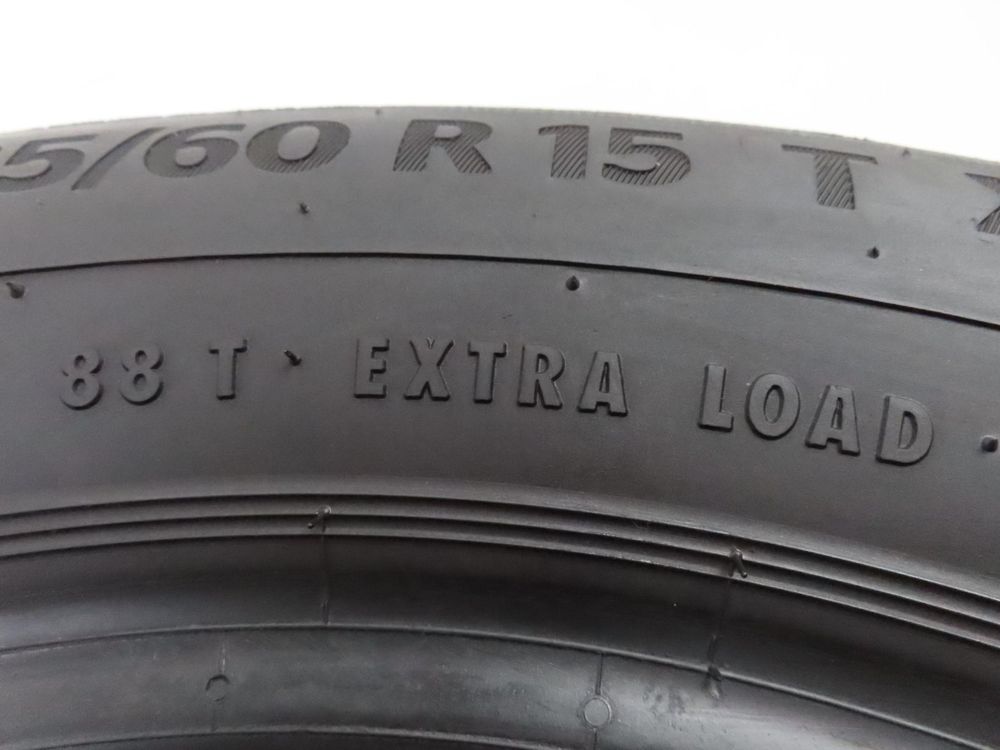 5/60 R 15 T
88 T EXTRA LOAD